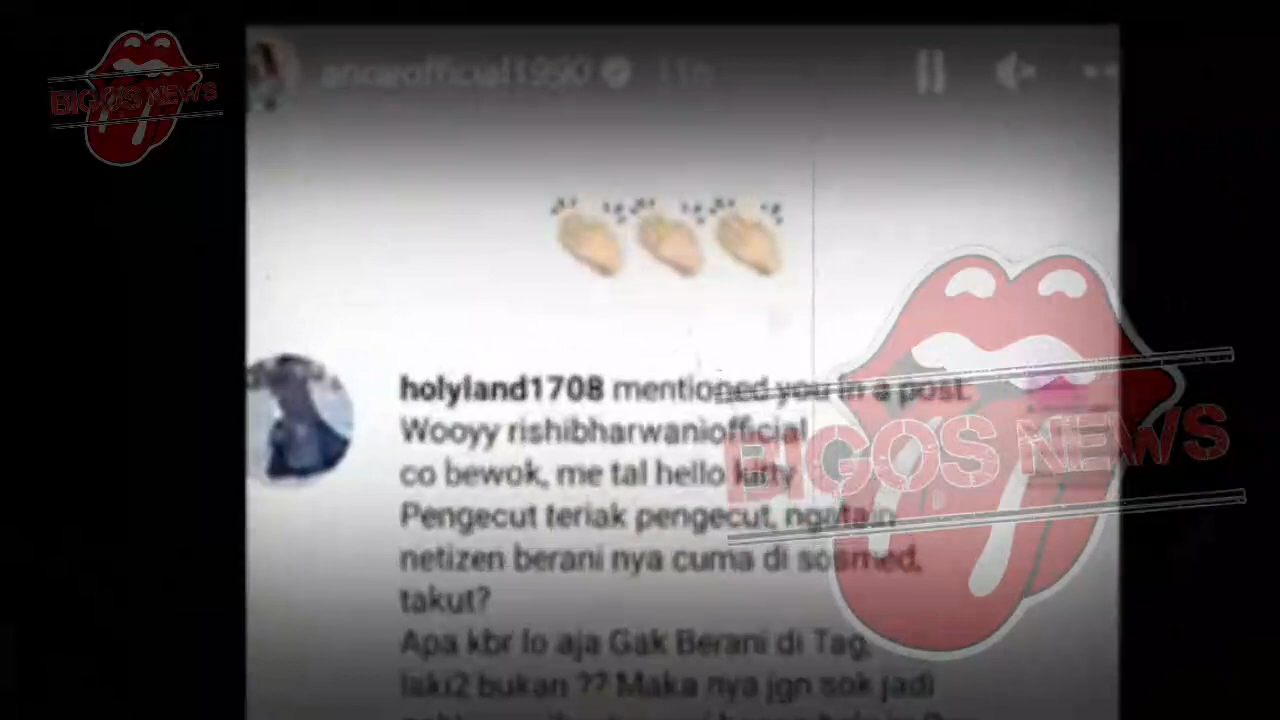 BIGOS NEWS
holyland1708 mentioned you in a post.
Wooyy rishibharwaniofficial
co bewok, me tal hello kitty
Pengecut teriak pengecut, ngatain
netizen berani nya cuma di sosmed,
takut?
Apa kbr lo aja Gak Berani di Tag,
laki2 bukan ?? Maka nya jgn sok jadi
BIGOS NEWS